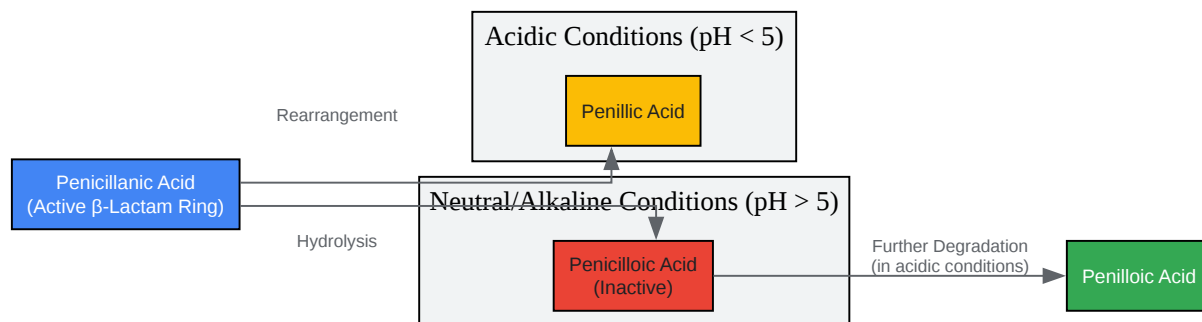 Acidic Conditions (pH < 5)
Penillic Acid
Rearrangement
Penicillanic Acid
(Active β-Lactam Ring)
Neutral/Alkaline Conditions (pH > 5)
Hydrolysis
Penicilloic Acid
(Inactive)
Further Degradation
(in acidic conditions)
Penilloic Acid